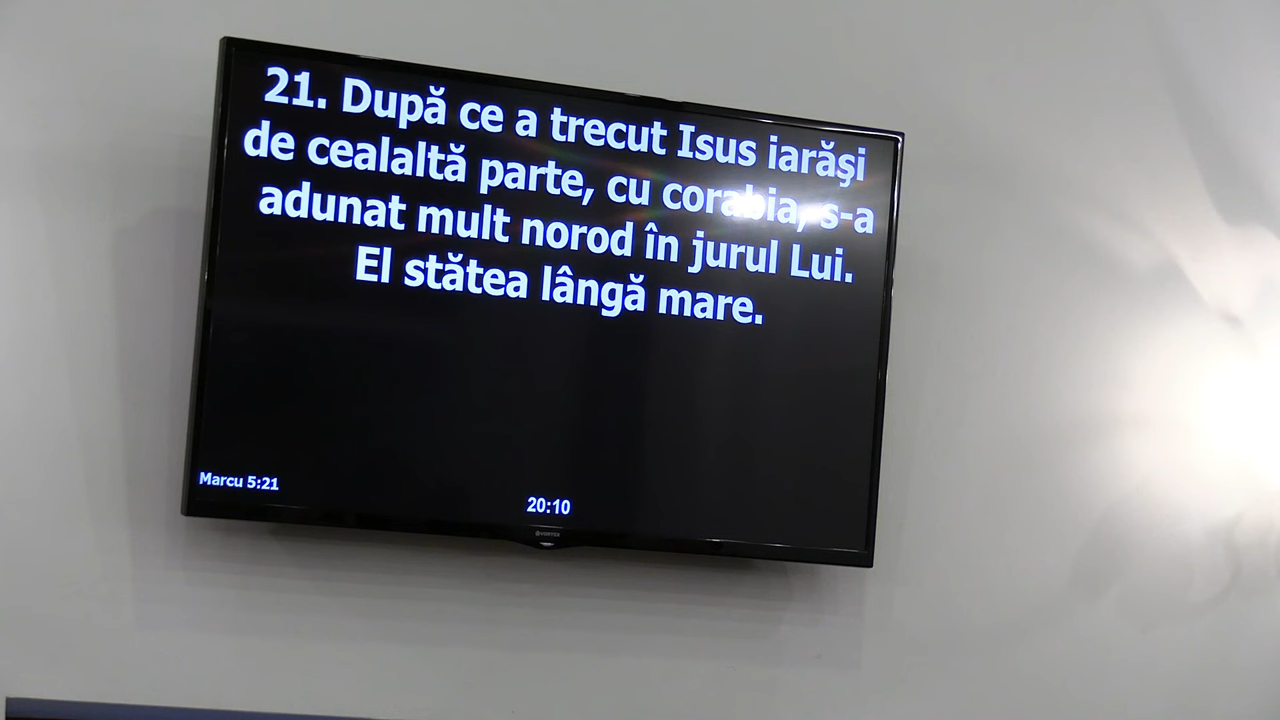 21. După ce a trecut Isus iarăşi
de cealaltă parte, cu corabia, s-a
adunat mult norod în jurul Lui.
El stătea lângă mare.
Marcu 5:21
20:10
VORTEX